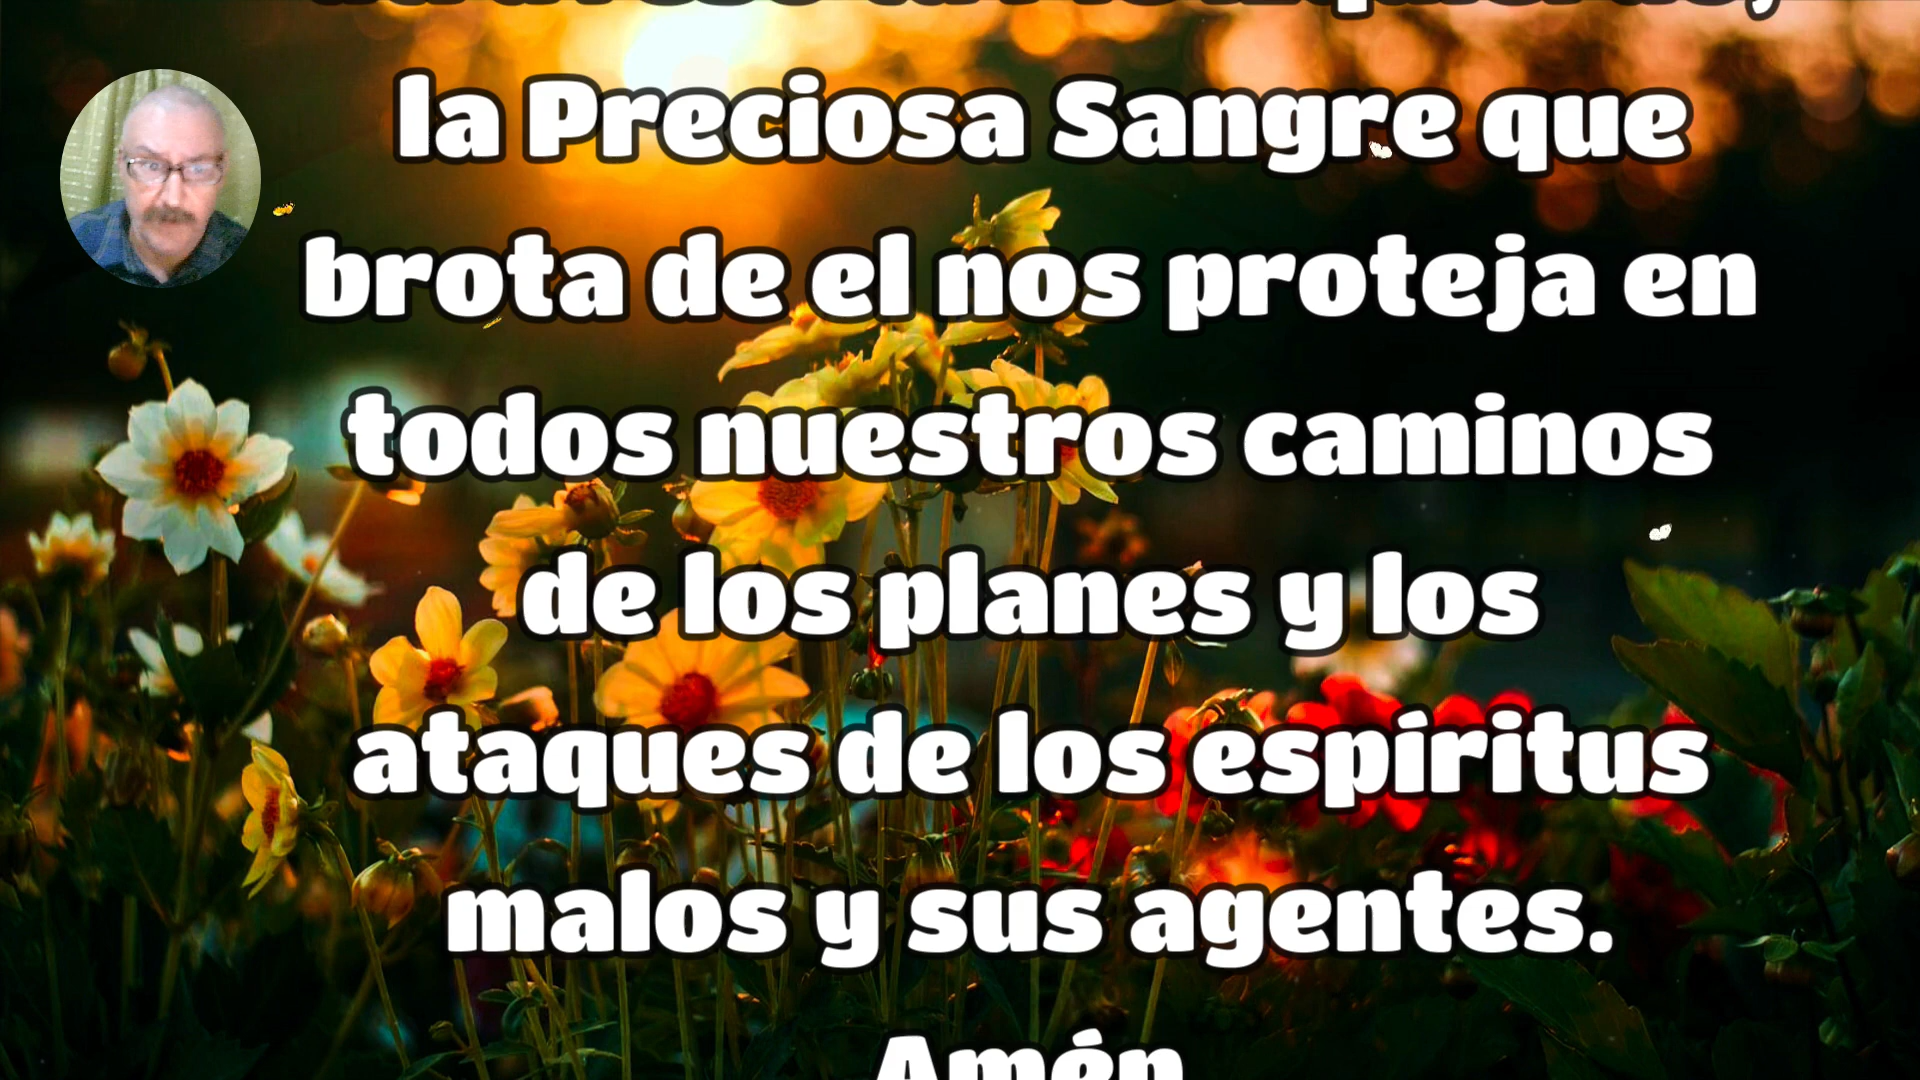 la Preciosa Sangre que
brota de el nos proteja en
todos nuestros caminos
de los planes y los
ataques de los espíritus
malos y sus agentes.
Amén